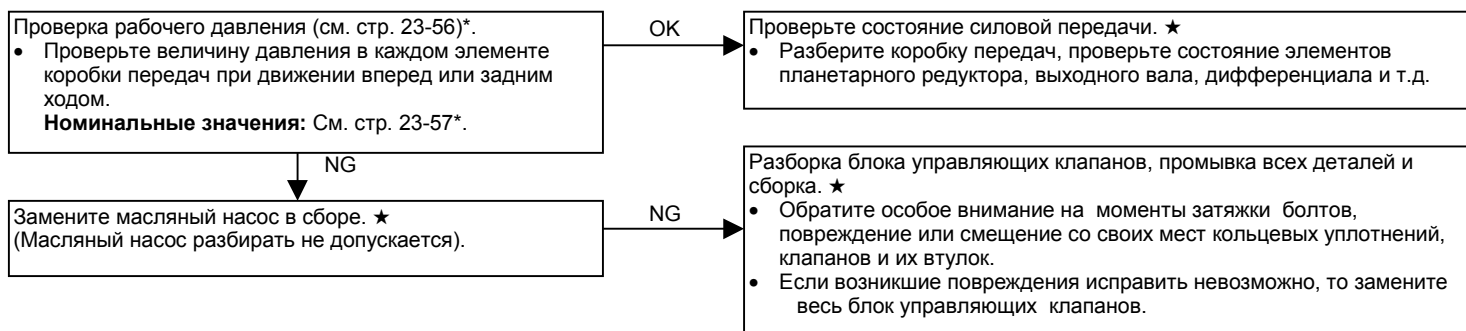 Проверка рабочего давления (см. стр. 23-56)*.
• Проверьте величину давления в каждом элементе
коробки передач при движении вперед или задним
ходом.
Номинальные значения: См. стр. 23-57*.
OK
Проверьте состояние силовой передачи. ★
• Разберите коробку передач, проверьте состояние элементов
планетарного редуктора, выходного вала, дифференциала и т.д.
NG
Замените масляный насос в сборе. ★
(Масляный насос разбирать не допускается).
NG
Разборка блока управляющих клапанов, промывка всех деталей и
сборка. ★
• Обратите особое внимание на моменты затяжки болтов,
повреждение или смещение со своих мест кольцевых уплотнений,
клапанов и их втулок.
• Если возникшие повреждения исправить невозможно, то замените
весь блок управляющих клапанов.